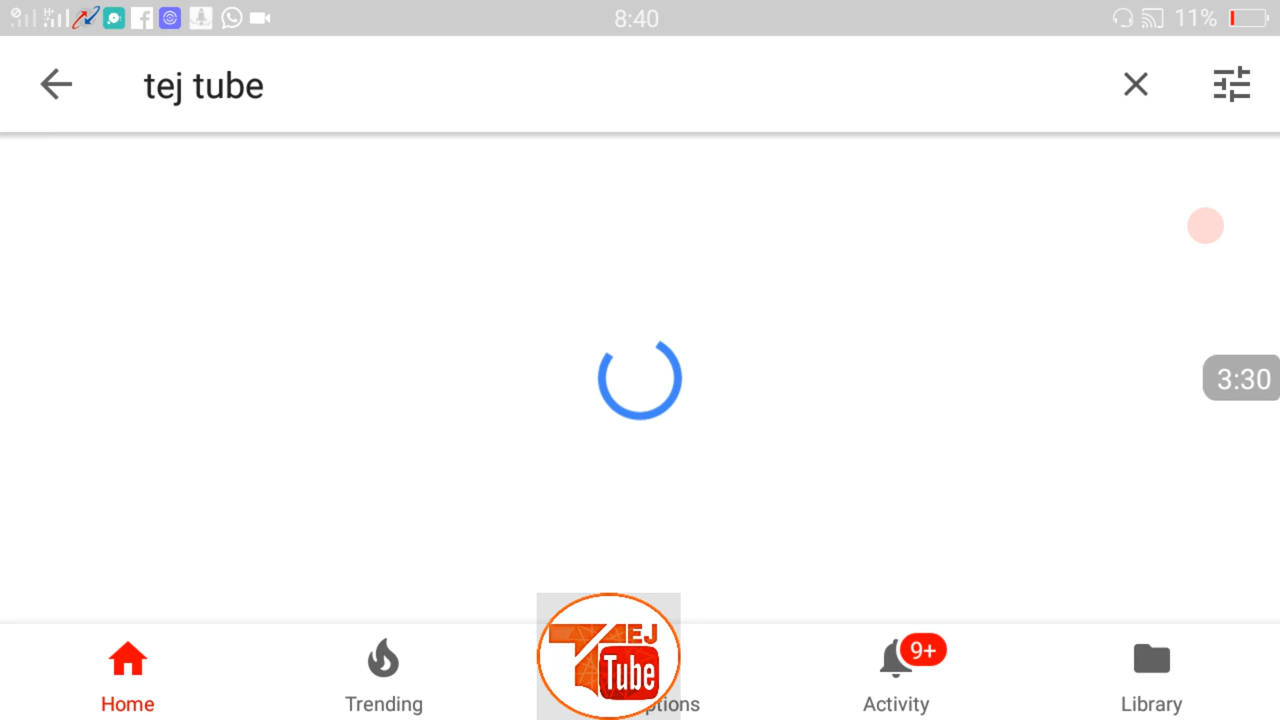 8:40
11%
tej tube
3:30
EJ
Tube
Home
Trending
ptions
9+
Activity
Library